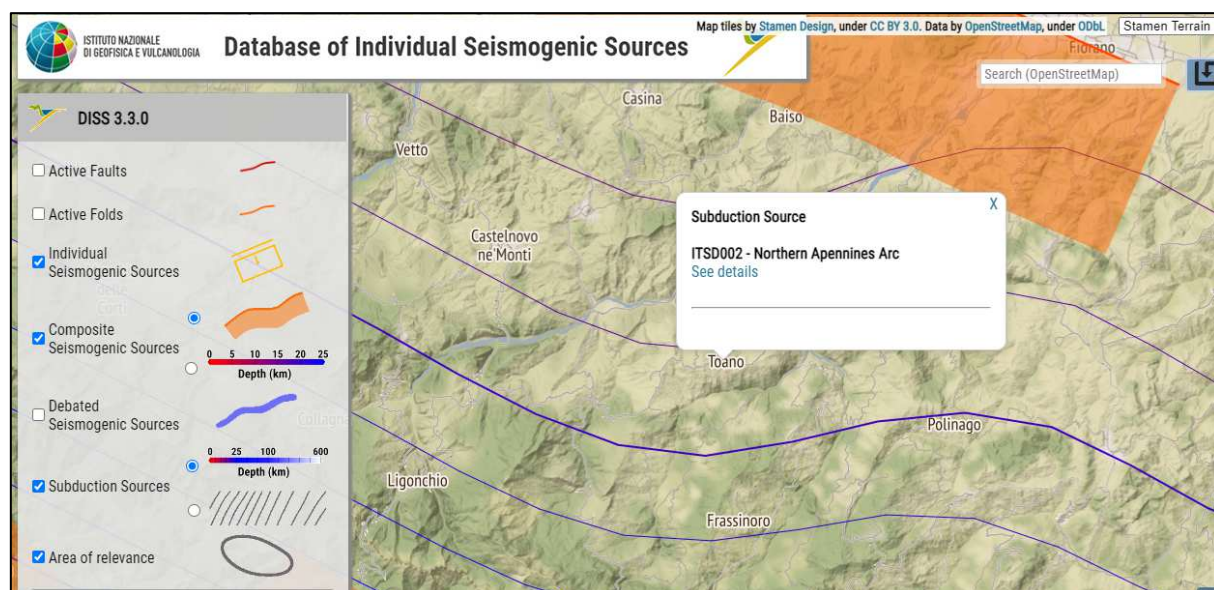 ISTITUTO NAZIONALE
DI GEOFISICA E VULCANOLOGIA
Database of Individual Seismogenic Sources
Map tiles by Stamen Design, under CC BY 3.0. Data by OpenStreetMap, under ODbL
Stamen Terrain
Fiorano
Search (OpenStreetMap)
DISS 3.3.0
Active Faults
Active Folds
Individual
Seismogenic Sources
Composite
Seismogenic Sources
0 5 10 15 20 25
Depth (km)
Debated
Seismogenic Sources
0 25 100 600
Depth (km)
Subduction Sources
Area of relevance
Casina
Baiso
Vetto
Castelnovo
ne'Monti
X
Subduction Source
ITSD002 - Northern Apennines Arc
See details
Toano
Polinago
Ligonchio
Frassinoro
Collagna